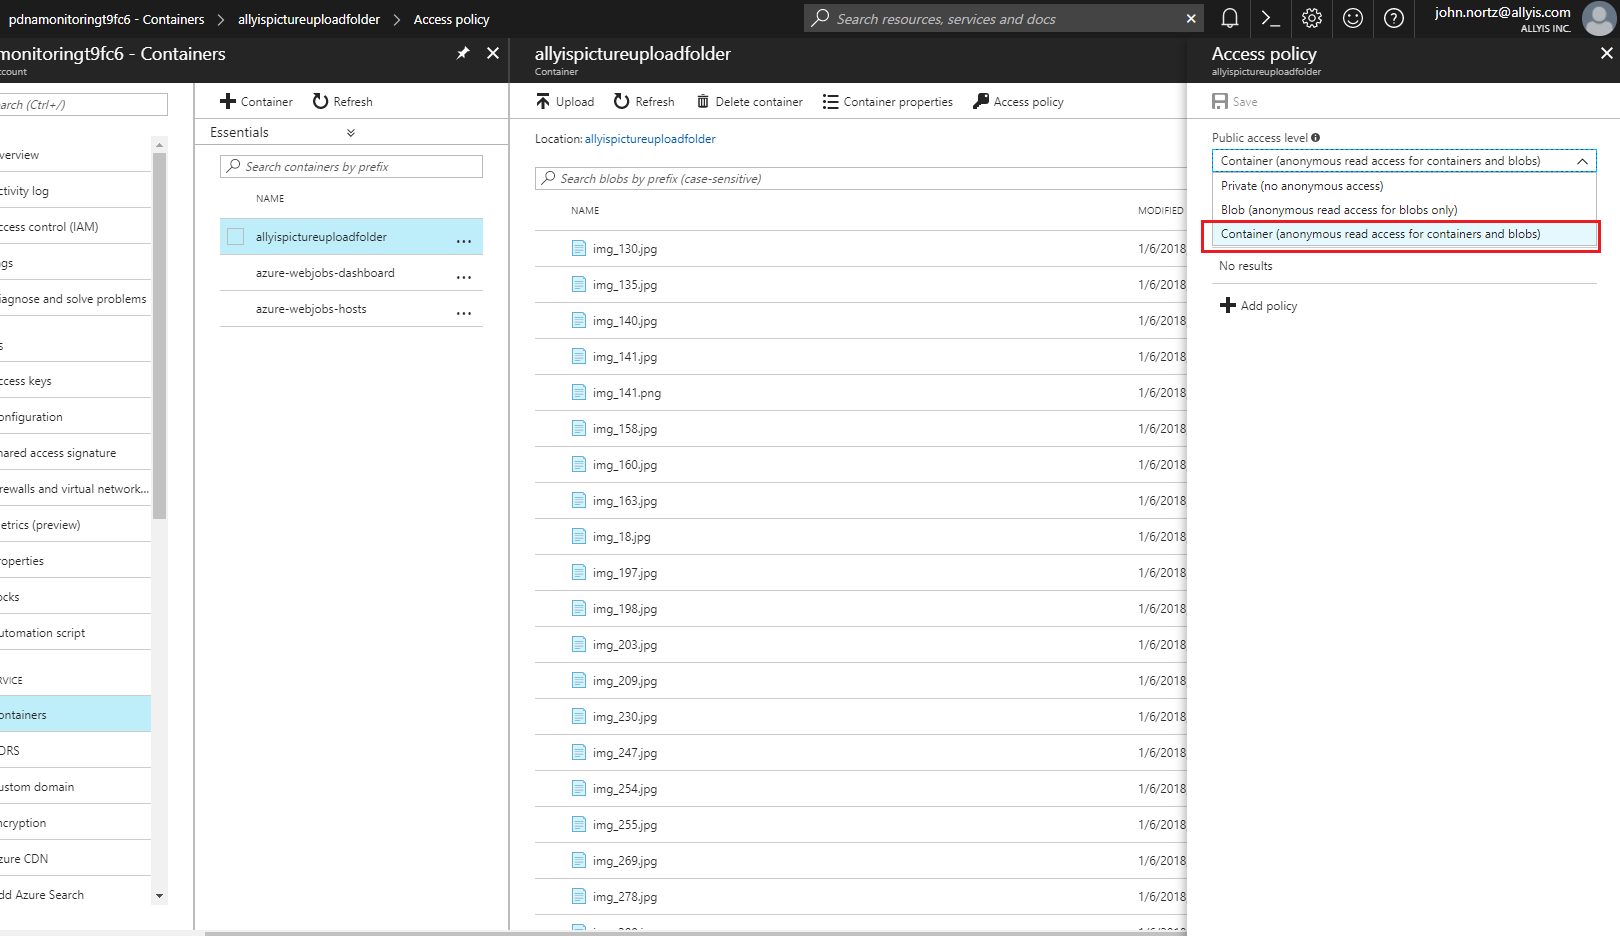 pdnamonitoringt9fc6 - Containers > allyispictureuploadfolder > Access policy
Search resources, services and docs
john.nortz@allyis.com
ALLYIS INC.
monitoringt9fc6 - Containers
ccount
earch (Ctrl+/)
verview
ctivity log
ccess control (IAM)
gs
iagnose and solve problems
s
ccess keys
onfiguration
hared access signature
irewalls and virtual network...
etrics (preview)
roperties
ocks
utomation script
RVICE
ontainers
ORS
ustom domain
ncryption
zure CDN
dd Azure Search
Container
Refresh
Essentials
Search containers by prefix
NAME
allyispictureuploadfolder ...
azure-webjobs-dashboard ...
azure-webjobs-hosts ...
allyispictureuploadfolder
Container
Upload
Refresh
Delete container
Container properties
Access policy
Location: allyispictureuploadfolder
Search blobs by prefix (case-sensitive)
NAME MODIFIED
img_130.jpg 1/6/2018
img_135.jpg 1/6/2018
img_140.jpg 1/6/2018
img_141.jpg 1/6/2018
img_141.png 1/6/2018
img_158.jpg 1/6/2018
img_160.jpg 1/6/2018
img_163.jpg 1/6/2018
img_18.jpg 1/6/2018
img_197.jpg 1/6/2018
img_198.jpg 1/6/2018
img_203.jpg 1/6/2018
img_209.jpg 1/6/2018
img_230.jpg 1/6/2018
img_247.jpg 1/6/2018
img_254.jpg 1/6/2018
img_255.jpg 1/6/2018
img_269.jpg 1/6/2018
img_278.jpg 1/6/2018
Access policy
allyispictureuploadfolder
Save
Public access level
Container (anonymous read access for containers and blobs)
Private (no anonymous access)
Blob (anonymous read access for blobs only)
Container (anonymous read access for containers and blobs)
No results
Add policy